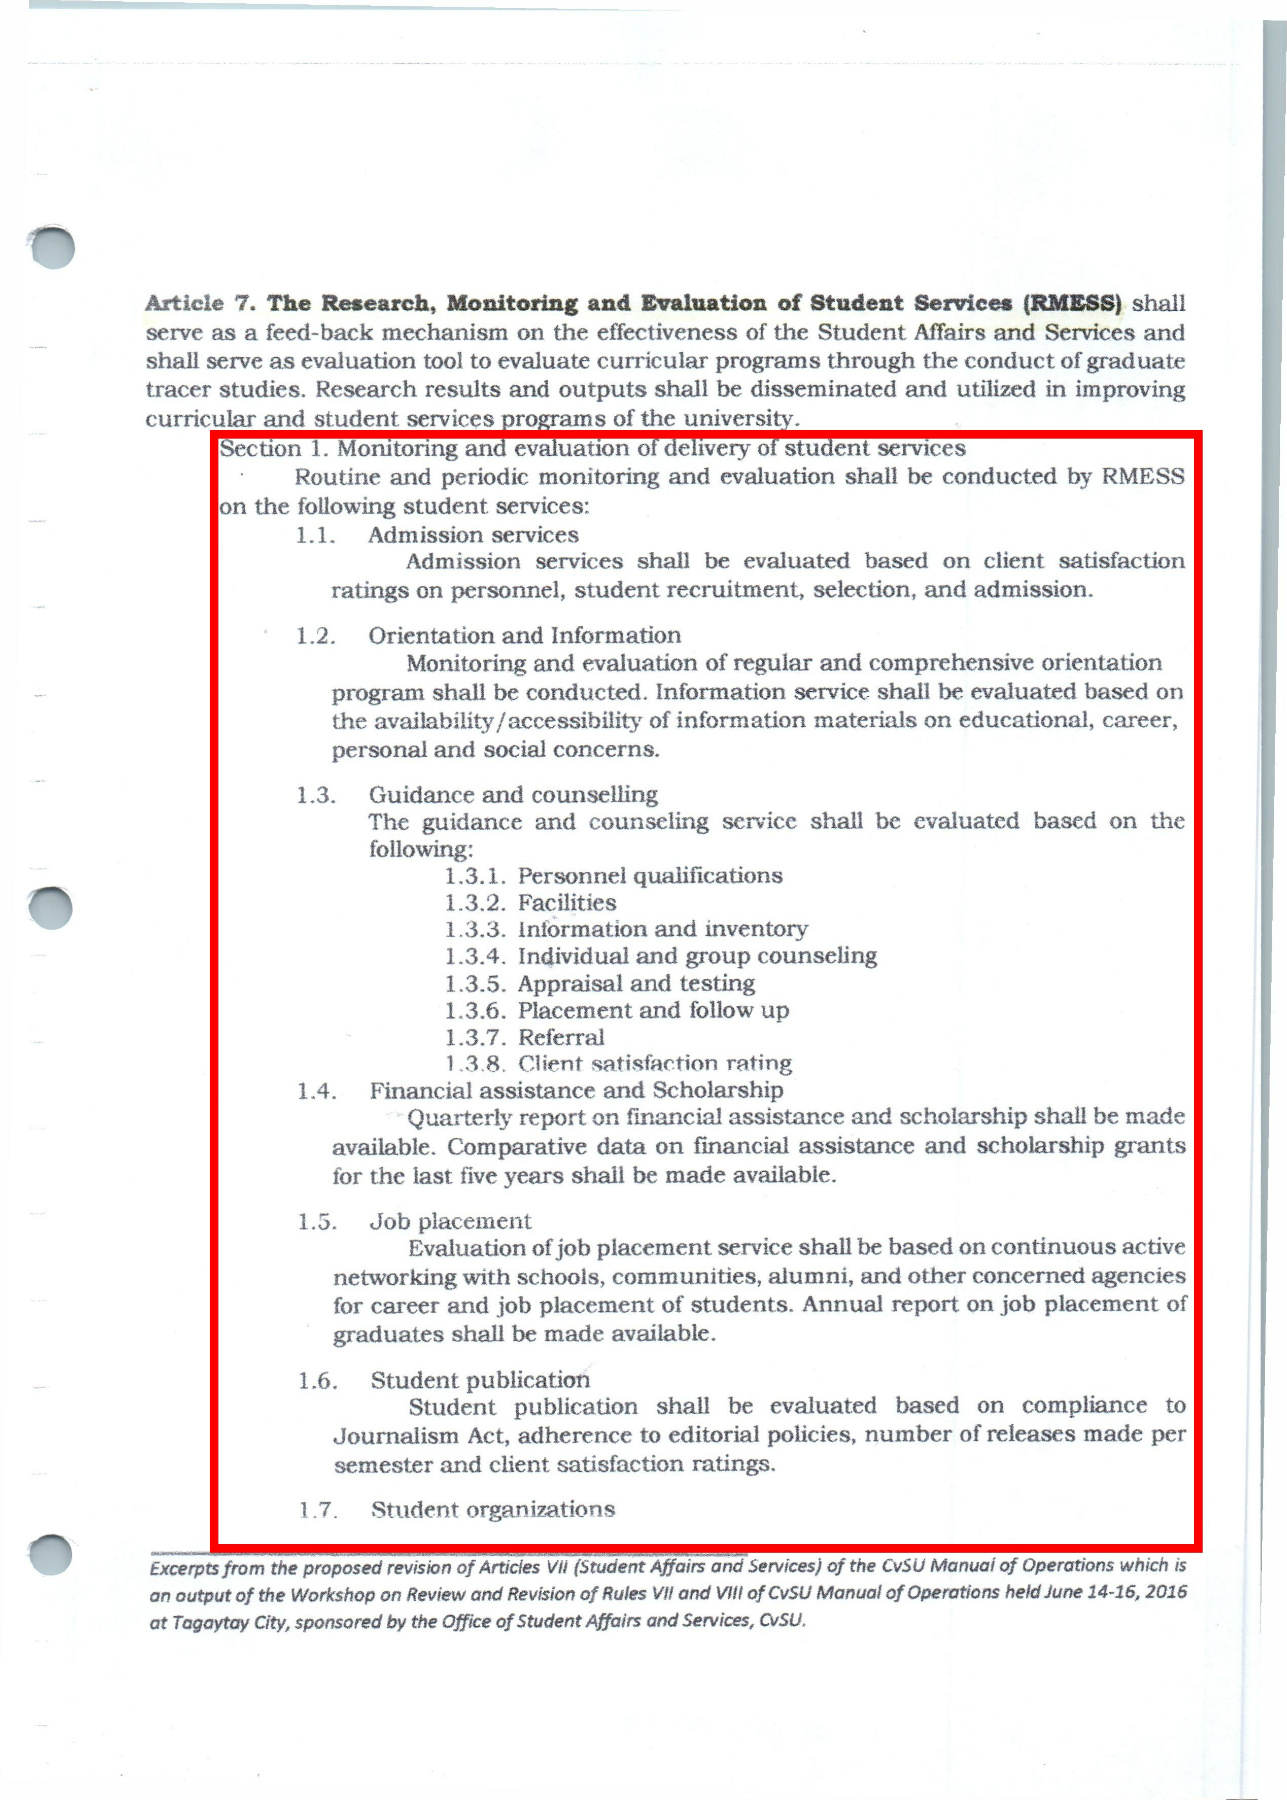 Article 7. The Research, Monitoring and Evaluation of Student Services (RMESS) shall
serve as a feed-back mechanism on the effectiveness of the Student Affairs and Services and
shall serve as evaluation tool to evaluate curricular programs through the conduct of graduate
tracer studies. Research results and outputs shall be disseminated and utilized in improving
curricular and student services programs of the university.
Section 1. Monitoring and evaluation of delivery of student services
Routine and periodic monitoring and evaluation shall be conducted by RMESS
on the following student services:
1.1. Admission services
Admission services shall be evaluated based on client satisfaction
ratings on personnel, student recruitment, selection, and admission.
1.2. Orientation and Information
Monitoring and evaluation of regular and comprehensive orientation
program shall be conducted. Information service shall be evaluated based on
the availability/accessibility of information materials on educational, career,
personal and social concerns.
1.3. Guidance and counselling
The guidance and counseling service shall be evaluated based on the
following:
1.3.1. Personnel qualifications
1.3.2. Facilities
1.3.3. Information and inventory
1.3.4. Individual and group counseling
1.3.5. Appraisal and testing
1.3.6. Placement and follow up
1.3.7. Referral
1.3.8. Client satisfaction rating
1.4. Financial assistance and Scholarship
Quarterly report on financial assistance and scholarship shall be made
available. Comparative data on financial assistance and scholarship grants
for the last five years shall be made available.
1.5. Job placement
Evaluation of job placement service shall be based on continuous active
networking with schools, communities, alumni, and other concerned agencies
for career and job placement of students. Annual report on job placement of
graduates shall be made available.
1.6. Student publication
Student publication shall be evaluated based on compliance to
Journalism Act, adherence to editorial policies, number of releases made per
semester and client satisfaction ratings.
1.7. Student organizations
Excerpts from the proposed revision of Articles VII (Student Affairs and Services) of the CvSU Manual of Operations which is
an output of the Workshop on Review and Revision of Rules VII and VIII of CvSU Manual of Operations held June 14-16, 2016
at Tagaytay City, sponsored by the Office of Student Affairs and Services, CvSU.